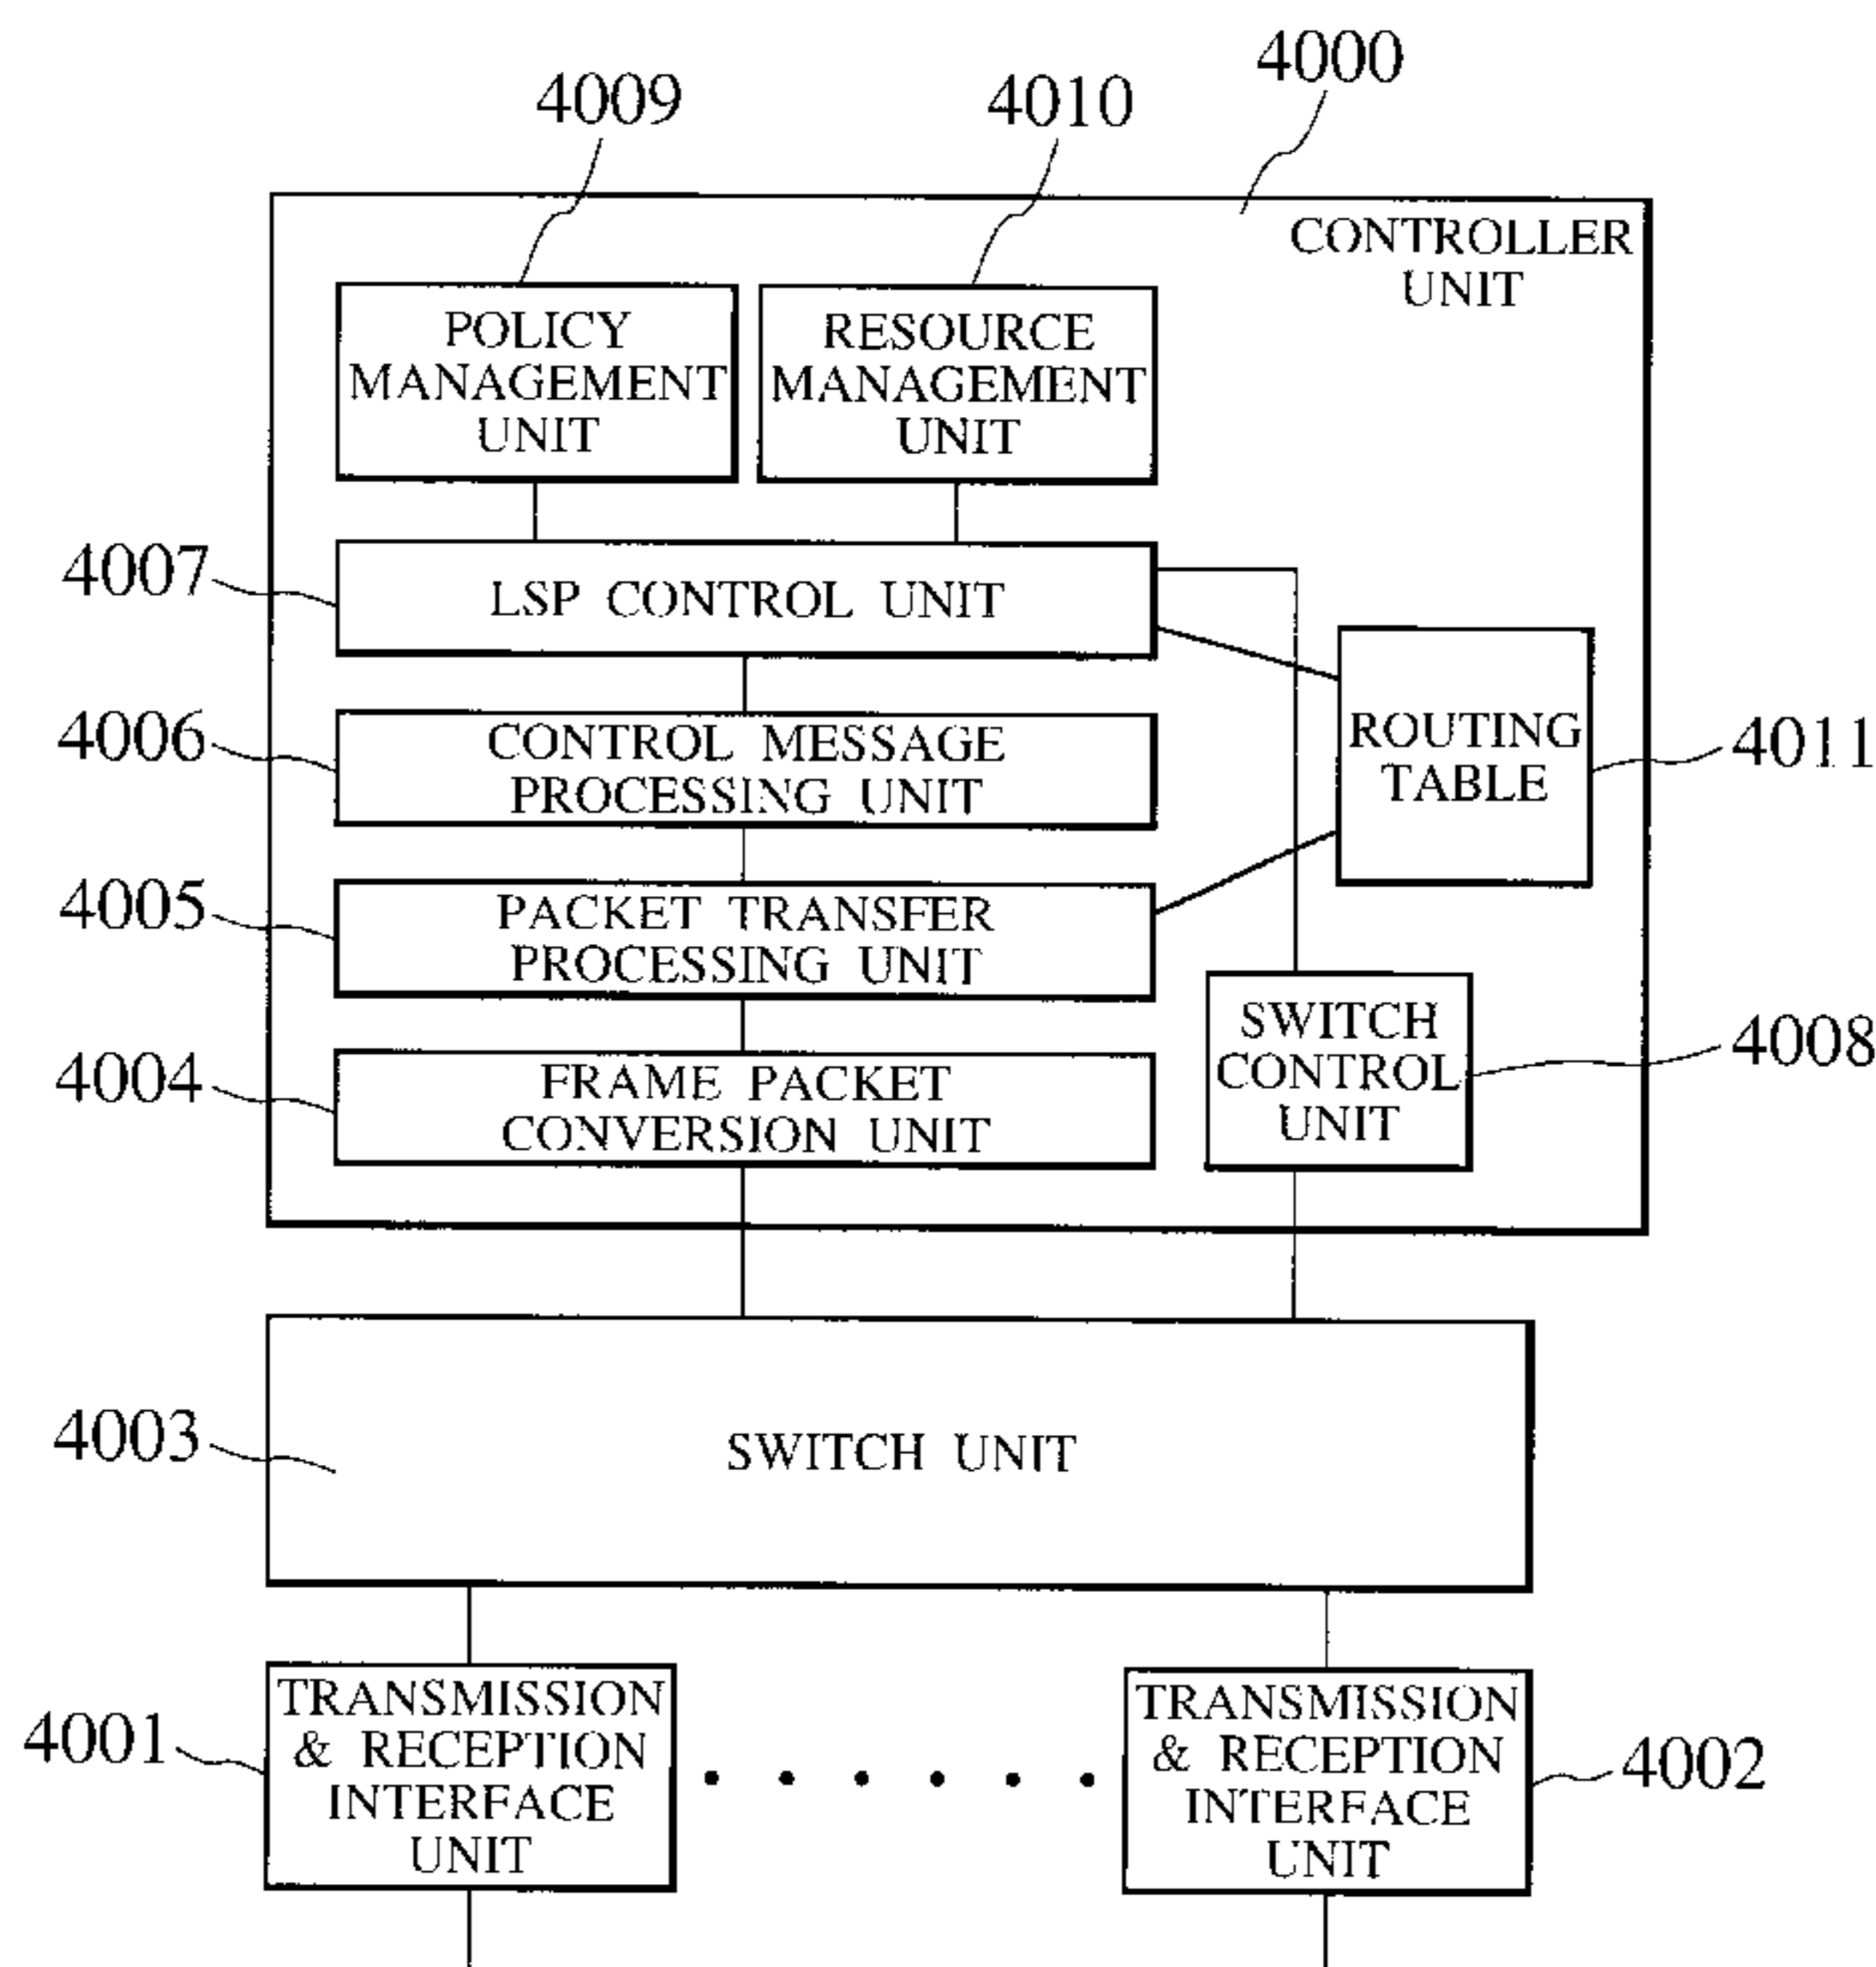 4000
4009
4010
CONTROLLER
UNIT
POLICY
MANAGEMENT
UNIT
RESOURCE
MANAGEMENT
UNIT
4007
LSP CONTROL UNIT
4006
CONTROL MESSAGE
PROCESSING UNIT
ROUTING
TABLE
4011
4005
PACKET TRANSFER
PROCESSING UNIT
4004
FRAME PACKET
CONVERSION UNIT
SWITCH
CONTROL
UNIT
4008
4003
SWITCH UNIT
4001
TRANSMISSION
& RECEPTION
INTERFACE
UNIT
TRANSMISSION
& RECEPTION
INTERFACE
UNIT
4002